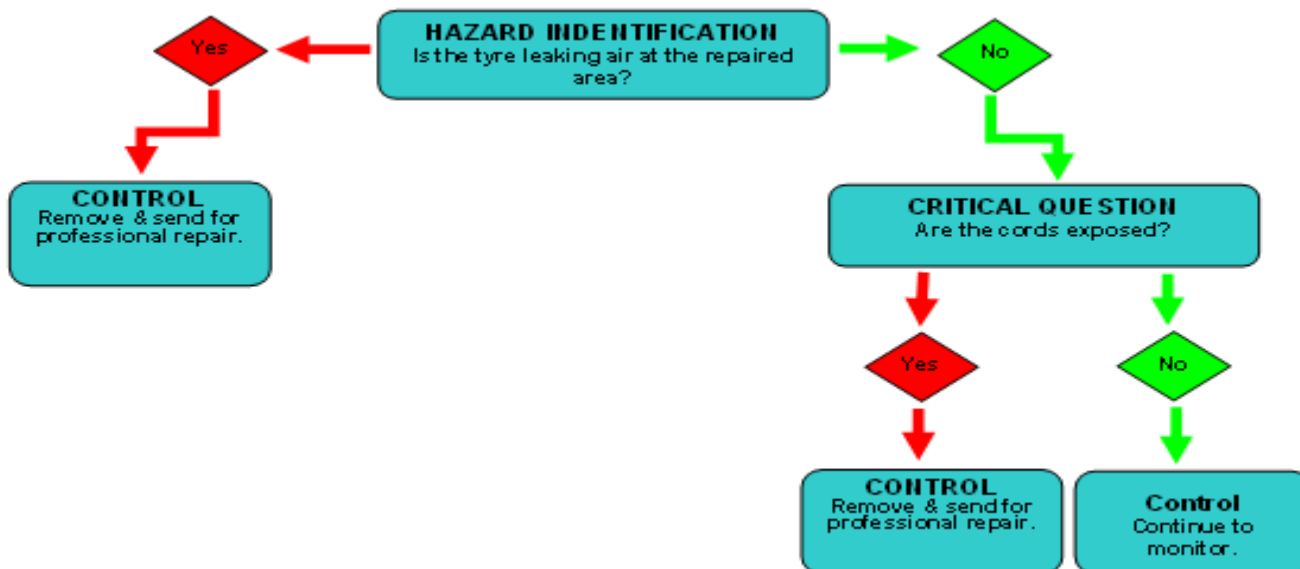 HAZARD INDENTIFICATION
Is the tyre leaking air at the repaired
area?
Yes
No
CONTROL
Remove & send for
professional repair.
CRITICAL QUESTION
Are the cords exposed?
Yes
No
CONTROL
Remove & send for
professional repair.
Control
Continue to
monitor.